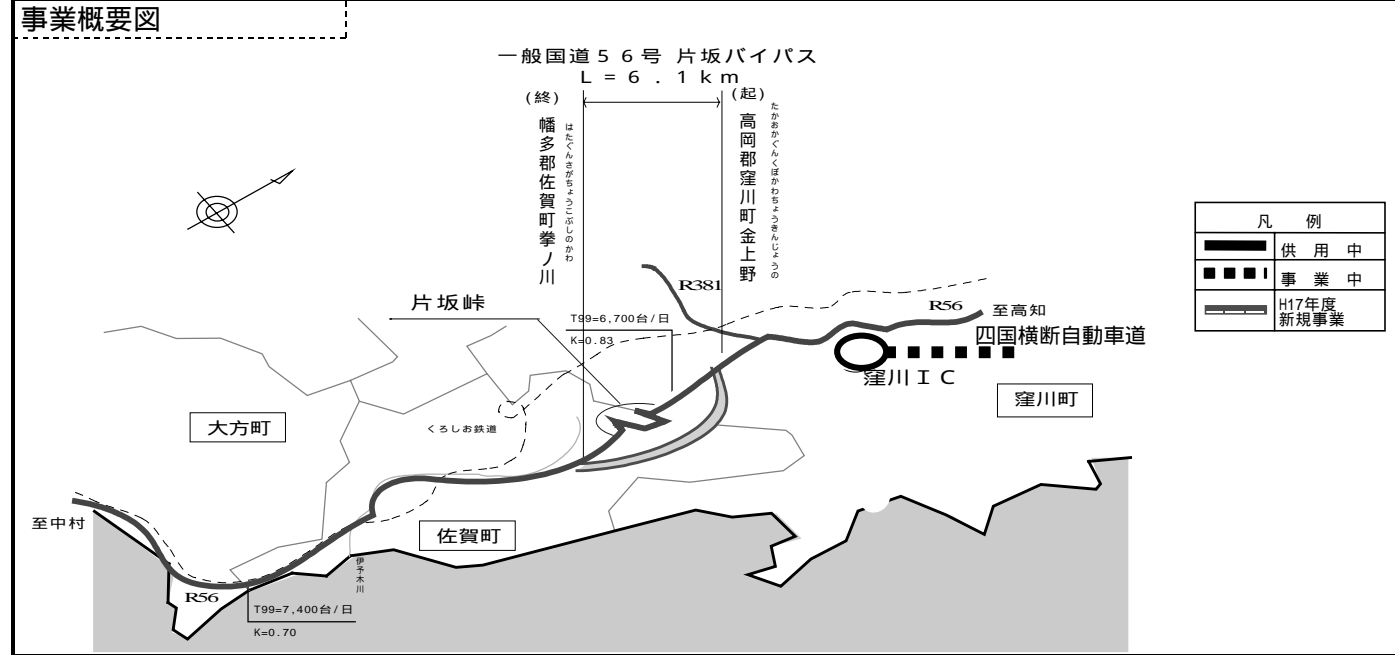 事業概要図
一般国道５６号 片坂バイパス
Ｌ＝６．１ｋｍ
(終)
(起)
幡多郡佐賀町拳ノ川
はたぐんさがちょうこぶしのかわ
高岡郡窪川町金上野
たかおかぐんくぼかわちょうきんじょうの
凡　例
供　用　中
事　業　中
H17年度
新規事業
R381
片坂峠
T99=6,700台/日
K=0.83
R56
至高知
四国横断自動車道
窪川ＩＣ
窪川町
大方町
くろしお鉄道
至中村
佐賀町
伊予木川
R56
T99=7,400台/日
K=0.70